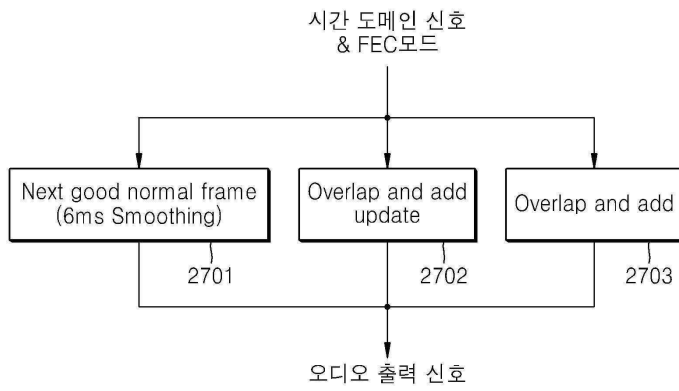 시간 도메인 신호
& FEC모드
Next good normal frame
(6ms Smoothing)
Overlap and add
update
Overlap and add
2701
2702
2703
오디오 출력 신호